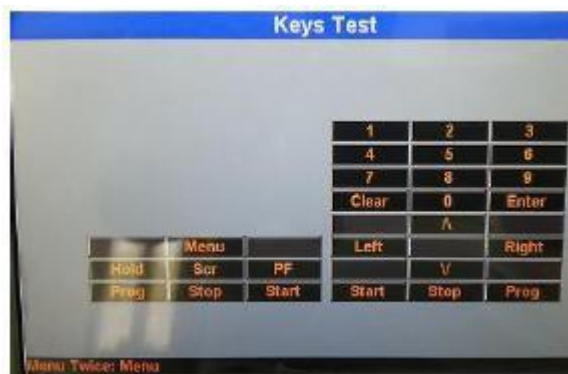 Keys Test
1 2 3
4 5 6
7 8 9
Clear 0 Enter
/\
Menu Left Right
Hold Scr PF \/
Prog Stop Start Start Stop Prog
Menu Twice: Menu